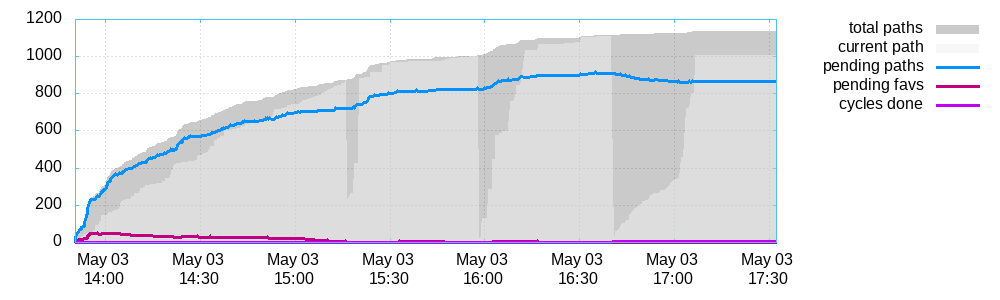 1200
1000
800
600
400
200
0
May 03 May 03 May 03 May 03 May 03 May 03 May 03 May 03
14:00 14:30 15:00 15:30 16:00 16:30 17:00 17:30
total paths
current path
pending paths
pending favs
cycles done